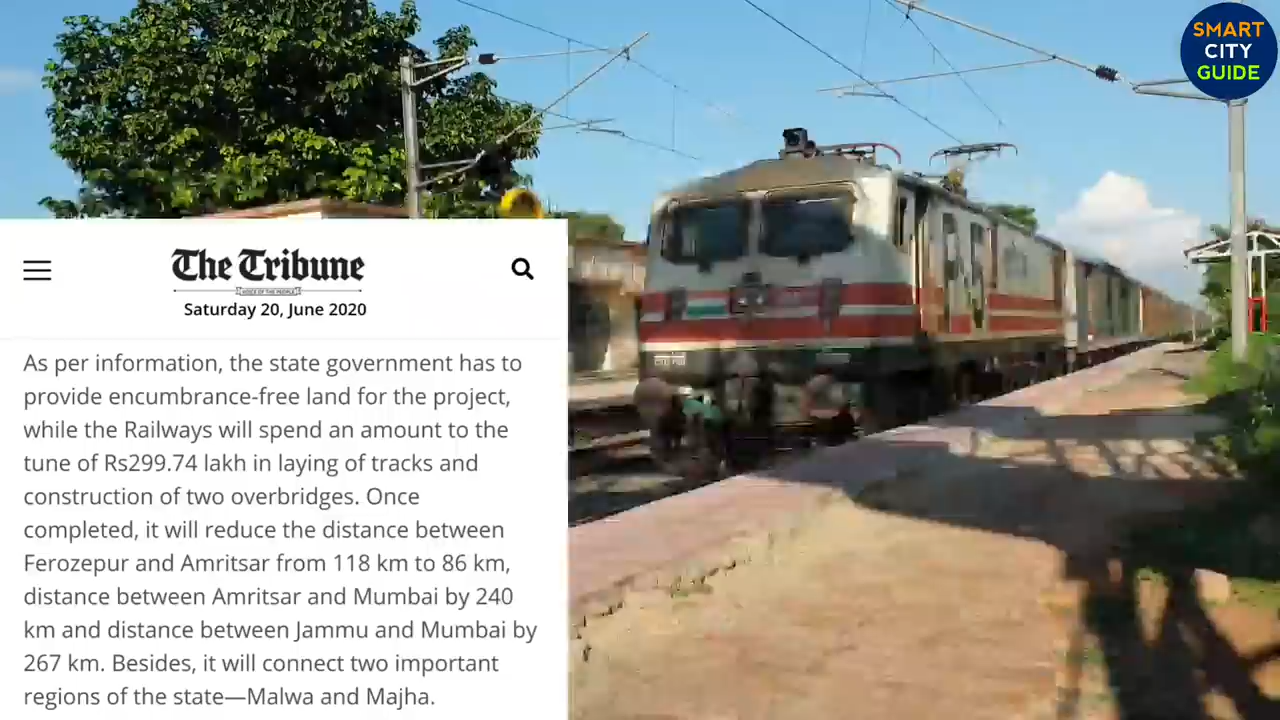 SMART
CITY
GUIDE
The Tribune
VOICE OF THE PEOPLE
Saturday 20, June 2020
As per information, the state government has to
provide encumbrance-free land for the project,
while the Railways will spend an amount to the
tune of Rs299.74 lakh in laying of tracks and
construction of two overbridges. Once
completed, it will reduce the distance between
Ferozepur and Amritsar from 118 km to 86 km,
distance between Amritsar and Mumbai by 240
km and distance between Jammu and Mumbai by
267 km. Besides, it will connect two important
regions of the state—Malwa and Majha.